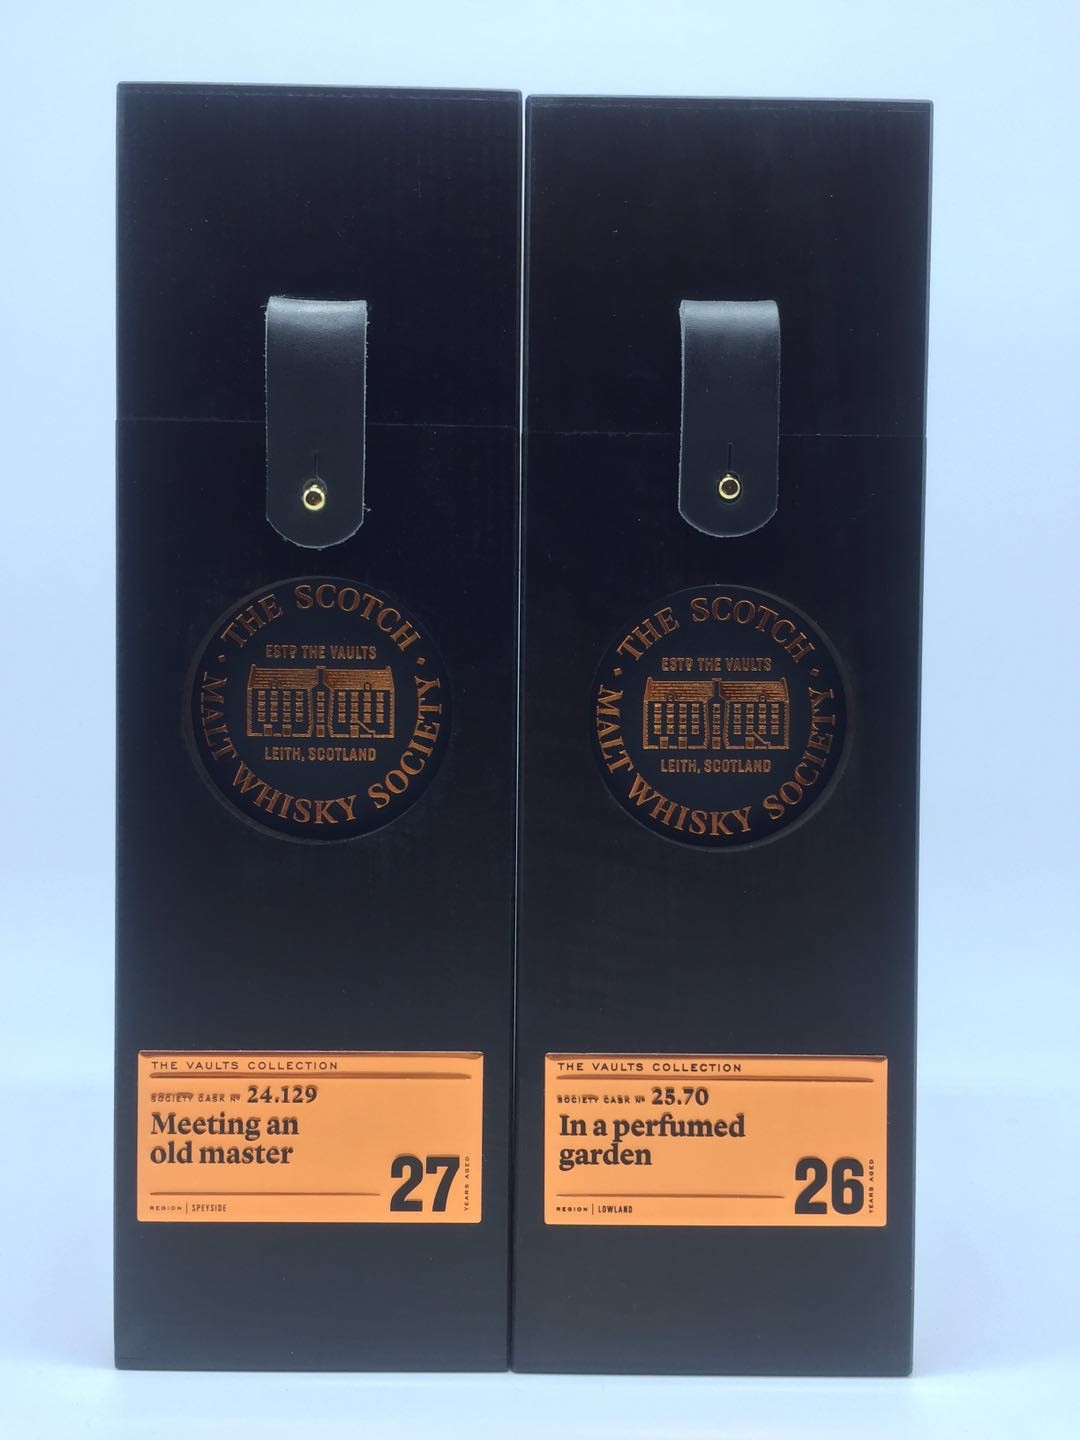 THE SCOTCH
MALT WHISKY SOCIETY
ESTD THE VAULTS
LEITH, SCOTLAND
THE VAULTS COLLECTION
SOCIETY CASK Nº 24.129
Meeting an
old master
27 YEARS AGED
REGION | SPEYSIDE
THE SCOTCH
MALT WHISKY SOCIETY
ESTD THE VAULTS
LEITH, SCOTLAND
THE VAULTS COLLECTION
SOCIETY CASK Nº 25.70
In a perfumed
garden
26 YEARS AGED
REGION | LOWLAND